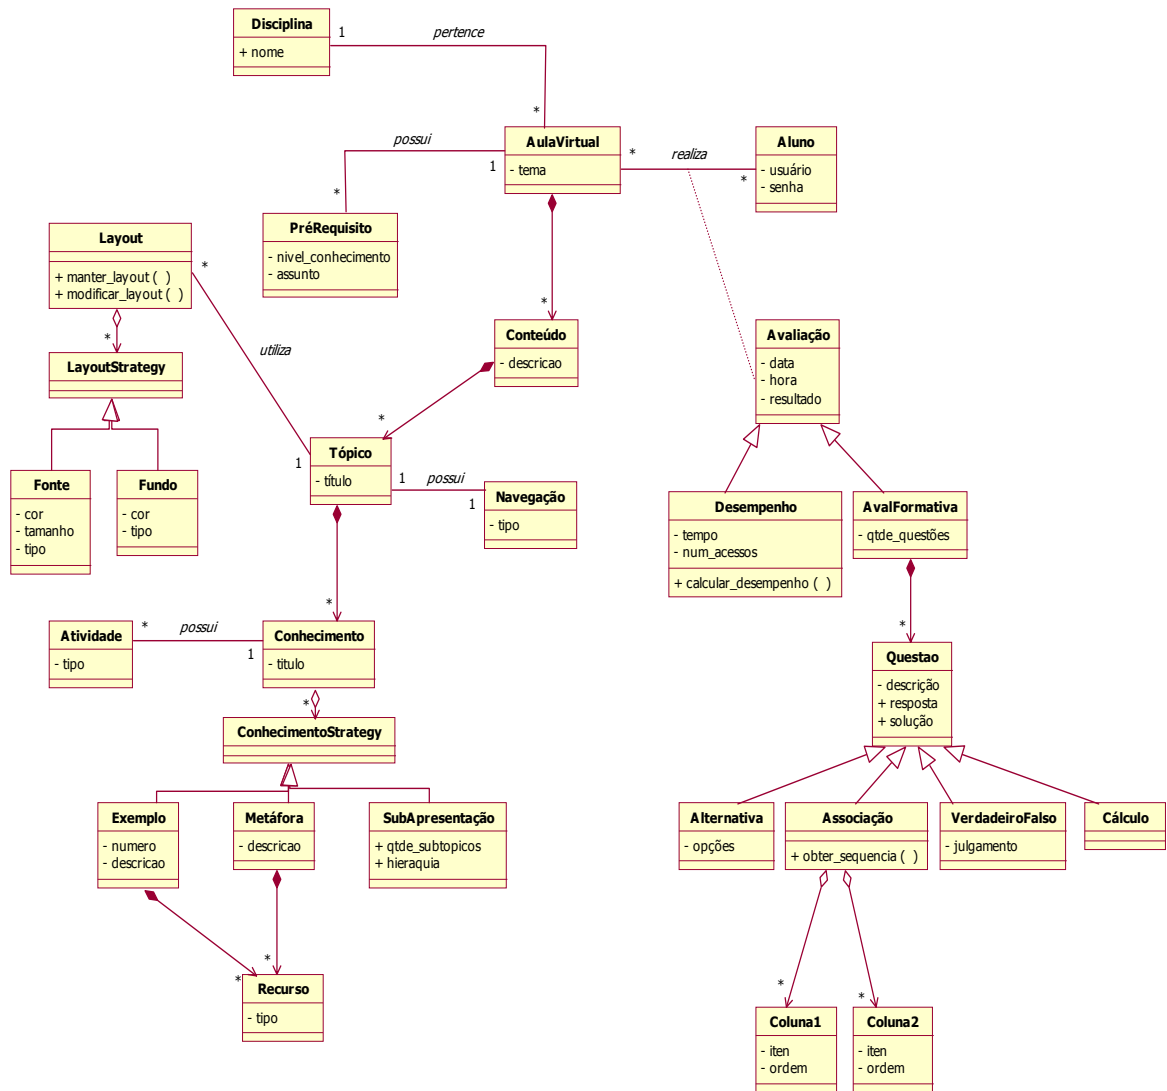 Disciplina
+ nome
1
pertence
*
AulaVirtual
- tema
possui
1
*
*
realiza
*
Aluno
- usuário
- senha
PréRequisito
- nivel_conhecimento
- assunto
Layout
+ manter_layout ( )
+ modificar_layout ( )
*
*
LayoutStrategy
utiliza
*
Conteúdo
- descricao
*
Avaliação
- data
- hora
- resultado
Fonte
- cor
- tamanho
- tipo
Fundo
- cor
- tipo
1
Tópico
- título
1
possui
1
Navegação
- tipo
Desempenho
- tempo
- num_acessos
+ calcular_desempenho ( )
AvalFormativa
- qtde_questões
*
*
Atividade
- tipo
*
possui
1
Conhecimento
- titulo
*
ConhecimentoStrategy
Questao
- descrição
+ resposta
+ solução
Exemplo
- numero
- descricao
Metáfora
- descricao
SubApresentação
+ qtde_subtopicos
+ hieraquia
Alternativa
- opções
Associação
+ obter_sequencia ( )
VerdadeiroFalso
- julgamento
Cálculo
*
*
Recurso
- tipo
*
*
Coluna1
- iten
- ordem
Coluna2
- iten
- ordem